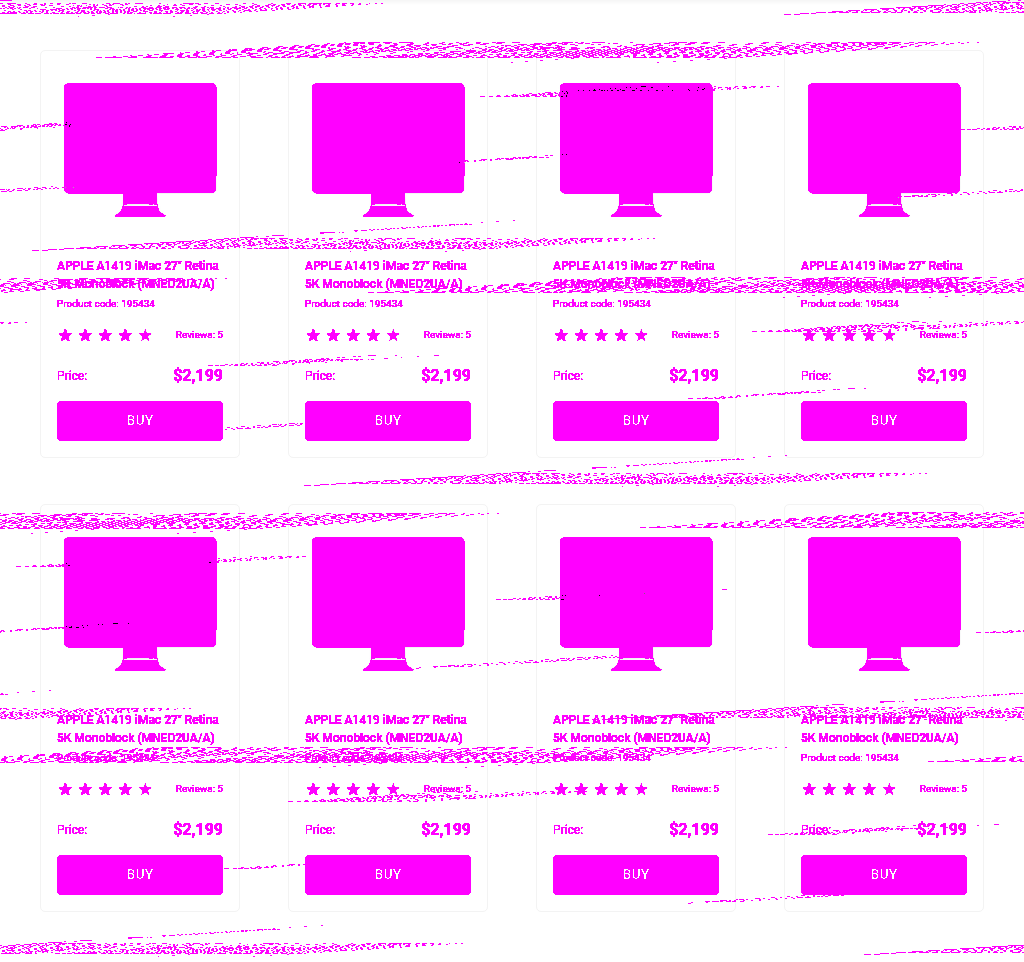 APPLE A1419 iMac 27" Retina
5K Monoblock (MNED2UA/A)
Product code: 195434
Reviews: 5
Price: $2,199
BUY
APPLE A1419 iMac 27" Retina
5K Monoblock (MNED2UA/A)
Product code: 195434
Reviews: 5
Price: $2,199
BUY
APPLE A1419 iMac 27" Retina
5K Monoblock (MNED2UA/A)
Product code: 195434
Reviews: 5
Price: $2,199
BUY
APPLE A1419 iMac 27" Retina
5K Monoblock (MNED2UA/A)
Product code: 195434
Reviews: 5
Price: $2,199
BUY
APPLE A1419 iMac 27" Retina
5K Monoblock (MNED2UA/A)
Product code: 195434
Reviews: 5
Price: $2,199
BUY
APPLE A1419 iMac 27" Retina
5K Monoblock (MNED2UA/A)
Product code: 195434
Reviews: 5
Price: $2,199
BUY
APPLE A1419 iMac 27" Retina
5K Monoblock (MNED2UA/A)
Product code: 195434
Reviews: 5
Price: $2,199
BUY
APPLE A1419 iMac 27" Retina
5K Monoblock (MNED2UA/A)
Product code: 195434
Reviews: 5
Price: $2,199
BUY